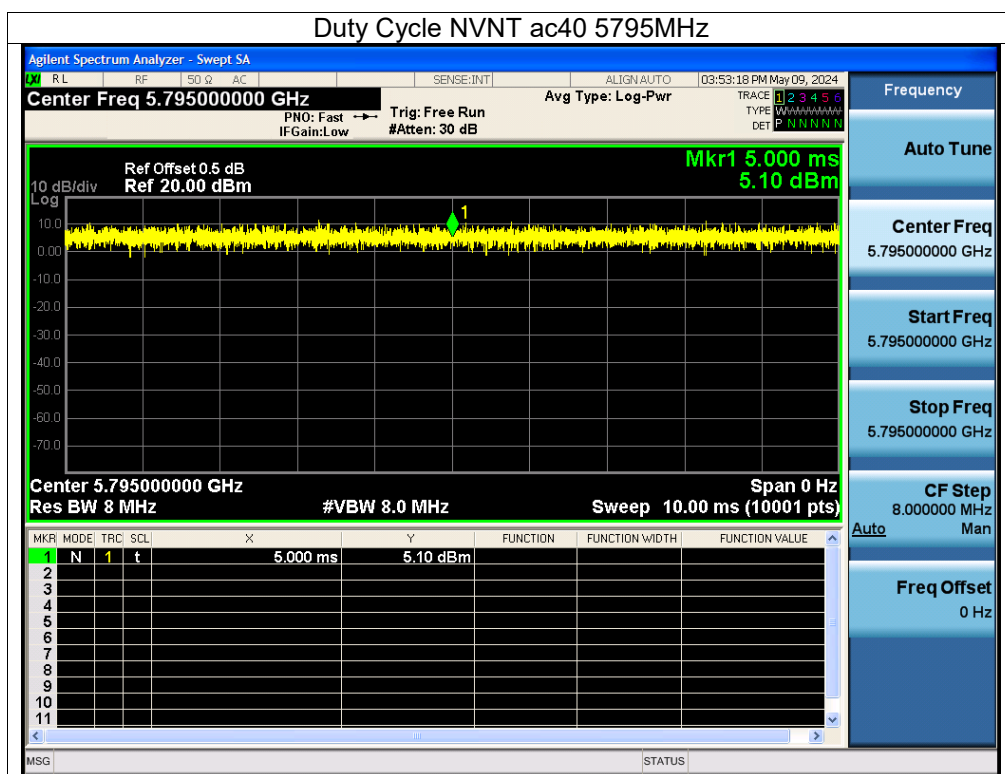 Duty Cycle NVNT ac40 5795MHz
Agilent Spectrum Analyzer - Swept SA
LXI RL RF 50 Ω AC SENSE:INT ALIGN AUTO 03:53:18 PM May 09, 2024
Center Freq 5.795000000 GHz
PNO: Fast
IFGain:Low
Trig: Free Run
#Atten: 30 dB
Avg Type: Log-Pwr
TRACE 1 2 3 4 5 6
TYPE WWWWWW
DET P N N N N N
Ref Offset 0.5 dB
Mkr1 5.000 ms
10 dB/div Ref 20.00 dBm 5.10 dBm
Log
1
10.0
0.00
-10.0
-20.0
-30.0
-40.0
-50.0
-60.0
-70.0
Center 5.795000000 GHz Span 0 Hz
Res BW 8 MHz #VBW 8.0 MHz Sweep 10.00 ms (10001 pts)
MKR MODE TRC SCL X Y FUNCTION FUNCTION WIDTH FUNCTION VALUE
1 N 1 t 5.000 ms 5.10 dBm
2
3
4
5
6
7
8
9
10
11
MSG STATUS
Frequency
Auto Tune
Center Freq
5.795000000 GHz
Start Freq
5.795000000 GHz
Stop Freq
5.795000000 GHz
CF Step
8.000000 MHz
Auto Man
Freq Offset
0 Hz